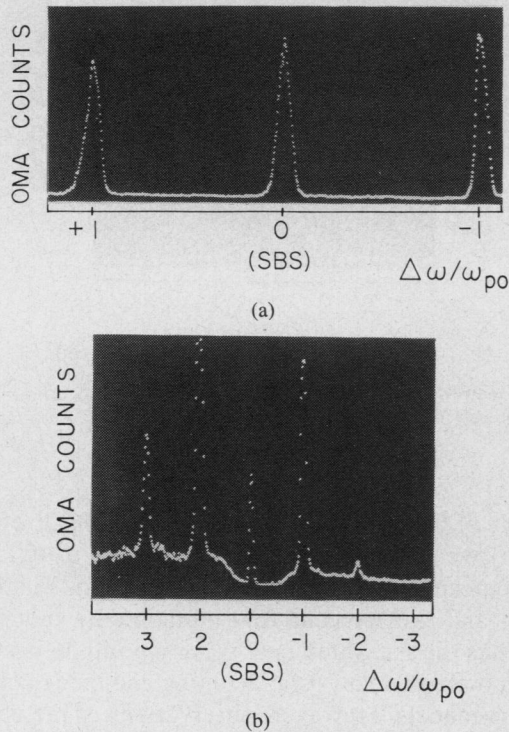 OMA COUNTS
+1 0 -1
(SBS) Δω/ωpo
(a)
OMA COUNTS
3 2 0 -1 -2 -3
(SBS) Δω/ωpo
(b)